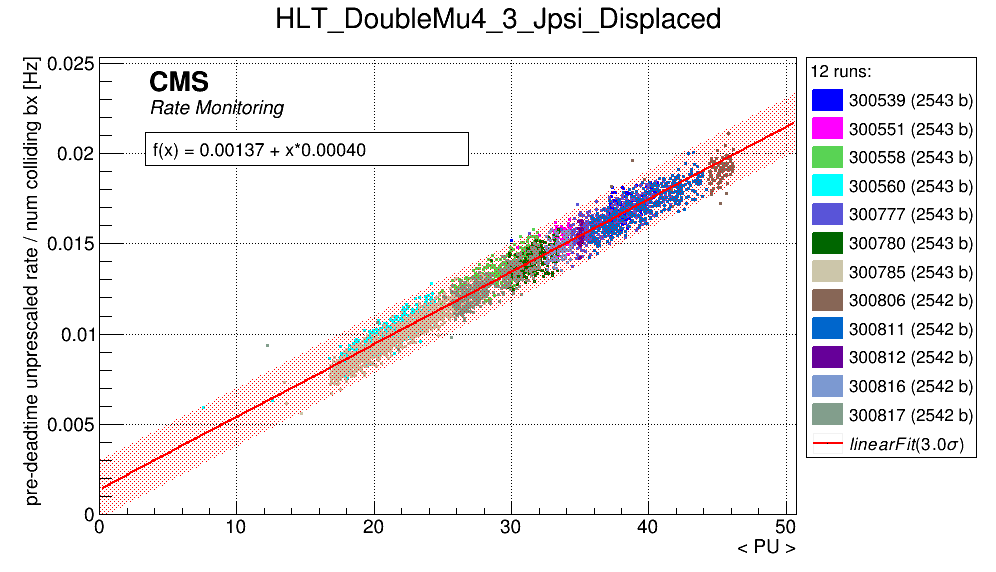 HLT_DoubleMu4_3_Jpsi_Displaced
pre-deadtime unprescaled rate / num colliding bx [Hz]
0.025
0.02
0.015
0.01
0.005
0
CMS
Rate Monitoring
f(x) = 0.00137 + x*0.00040
0 10 20 30 40 50
< PU >
12 runs:
300539 (2543 b)
300551 (2543 b)
300558 (2543 b)
300560 (2543 b)
300777 (2543 b)
300780 (2543 b)
300785 (2543 b)
300806 (2542 b)
300811 (2542 b)
300812 (2542 b)
300816 (2542 b)
300817 (2542 b)
linearFit(3.0σ)